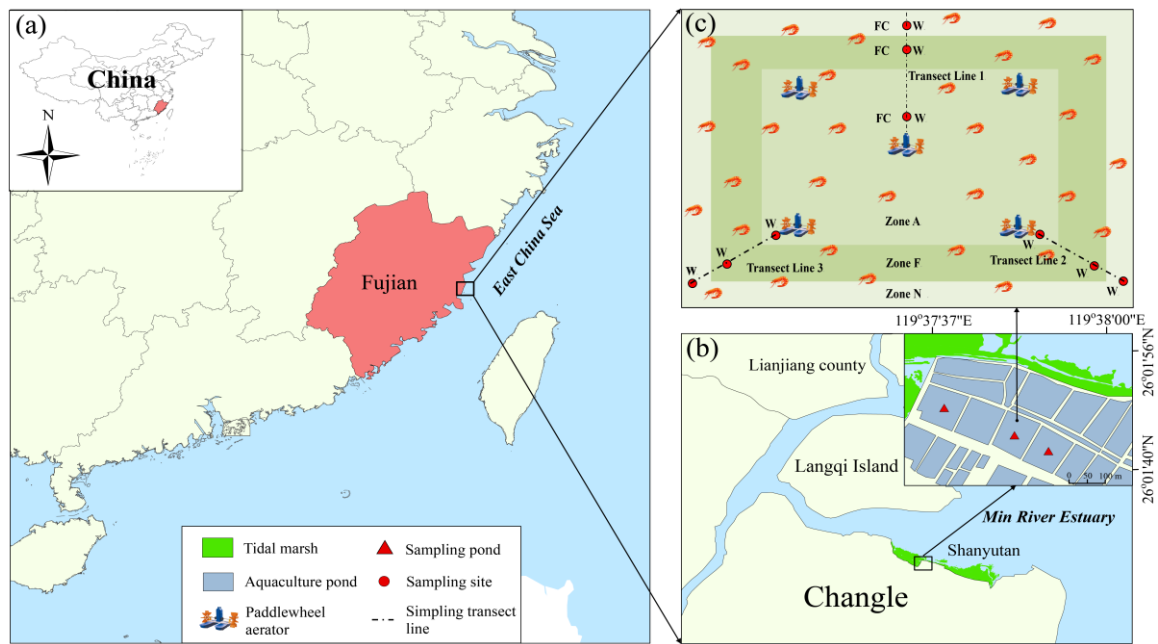 (a)
China
N
Fujian
East China Sea
Tidal marsh
Sampling pond
Aquaculture pond
Sampling site
Paddlewheel
aerator
Simpling transect
line
(c)
FC W
FC W
Transect Line 1
FC W
Zone A
W
W
Transect Line 3
Zone F
Transect Line 2
W
W
W
Zone N
W
119°37'37"E
119°38'00"E
(b)
Lianjiang county
26°01'56"N
Langqi Island
0 50 100 m
26°01'40"N
Min River Estuary
Shanyutan
Changle